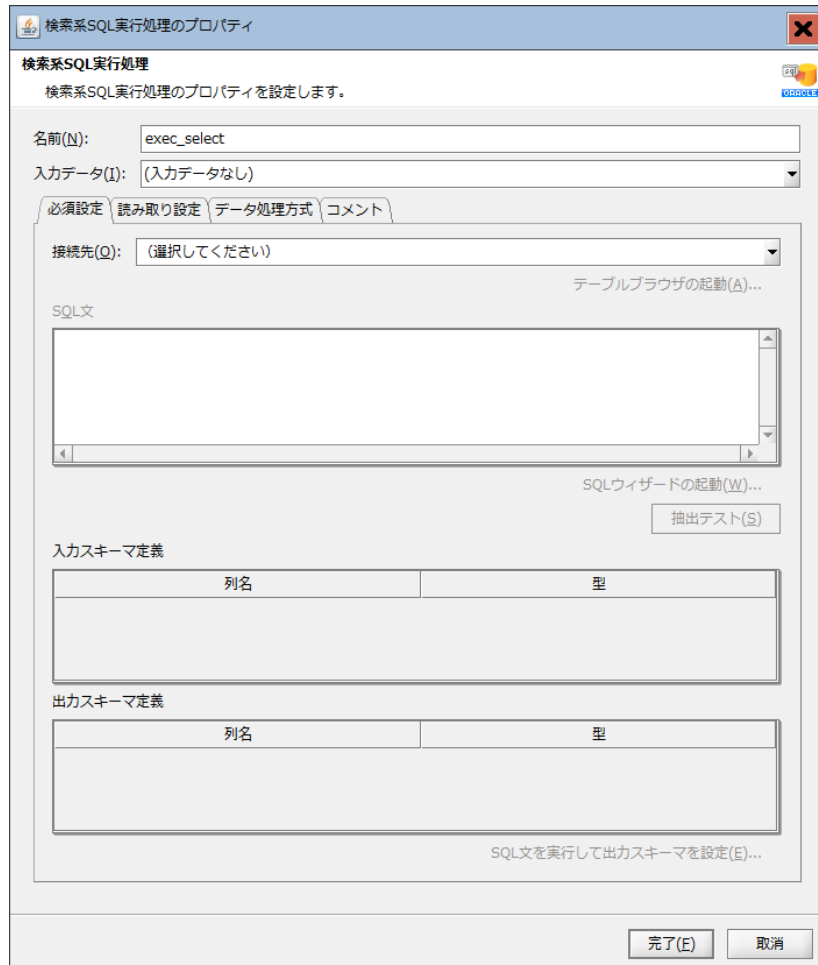 検索系SQL実行処理のプロパティ
検索系SQL実行処理
検索系SQL実行処理のプロパティを設定します。
sql
ORACLE
名前(N): exec_select
入力データ(I): (入力データなし)
必須設定 読み取り設定 データ処理方式 コメント
接続先(O): (選択してください)
テーブルブラウザの起動(A)...
SQL文
SQLウィザードの起動(W)...
抽出テスト(S)
入力スキーマ定義
列名 型
出力スキーマ定義
列名 型
SQL文を実行して出力スキーマを設定(E)...
完了(F) 取消